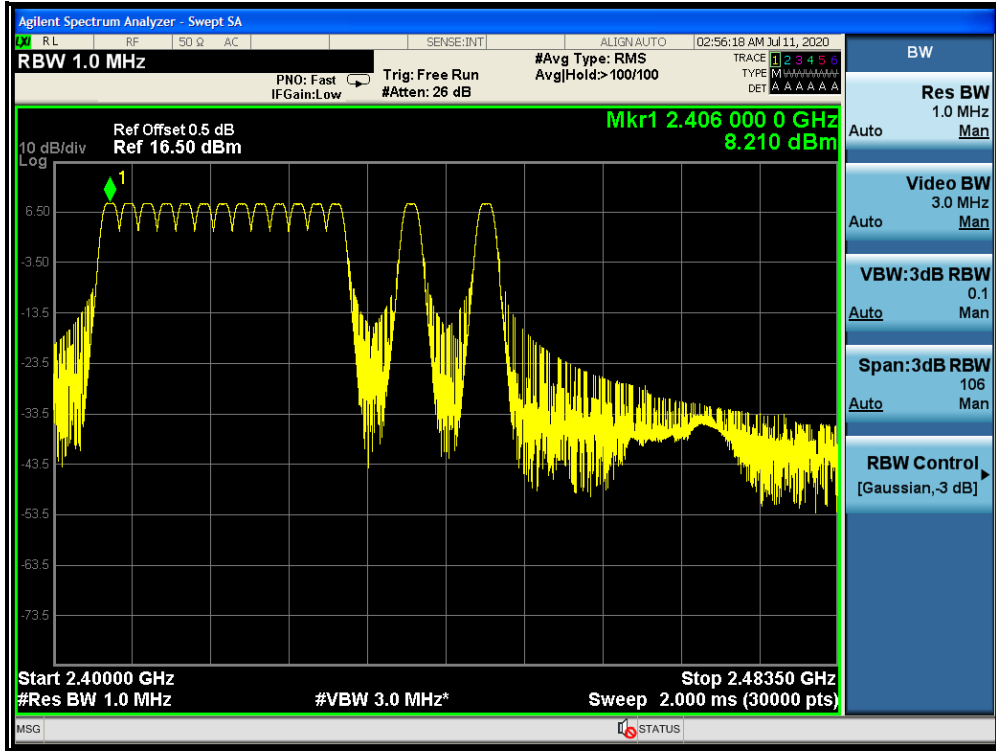 Agilent Spectrum Analyzer - Swept SA
LXI RL RF 50 Ω AC SENSE:INT ALIGN AUTO 02:56:18 AM Jul 11, 2020
RBW 1.0 MHz
PNO: Fast
IFGain:Low
Trig: Free Run
#Atten: 26 dB
#Avg Type: RMS
Avg|Hold:> 100/100
TRACE 1 2 3 4 5 6
TYPE M WWWWW
DET A A A A A A
Mkr1 2.406 000 0 GHz
8.210 dBm
Ref Offset 0.5 dB
10 dB/div Ref 16.50 dBm
Log
1
6.50
-3.50
-13.5
-23.5
-33.5
-43.5
-53.5
-63.5
-73.5
Start 2.40000 GHz Stop 2.48350 GHz
#Res BW 1.0 MHz #VBW 3.0 MHz* Sweep 2.000 ms (30000 pts)
MSG STATUS
BW
Res BW
1.0 MHz
Auto Man
Video BW
3.0 MHz
Auto Man
VBW:3dB RBW
0.1
Auto Man
Span:3dB RBW
106
Auto Man
RBW Control
[Gaussian,-3 dB]